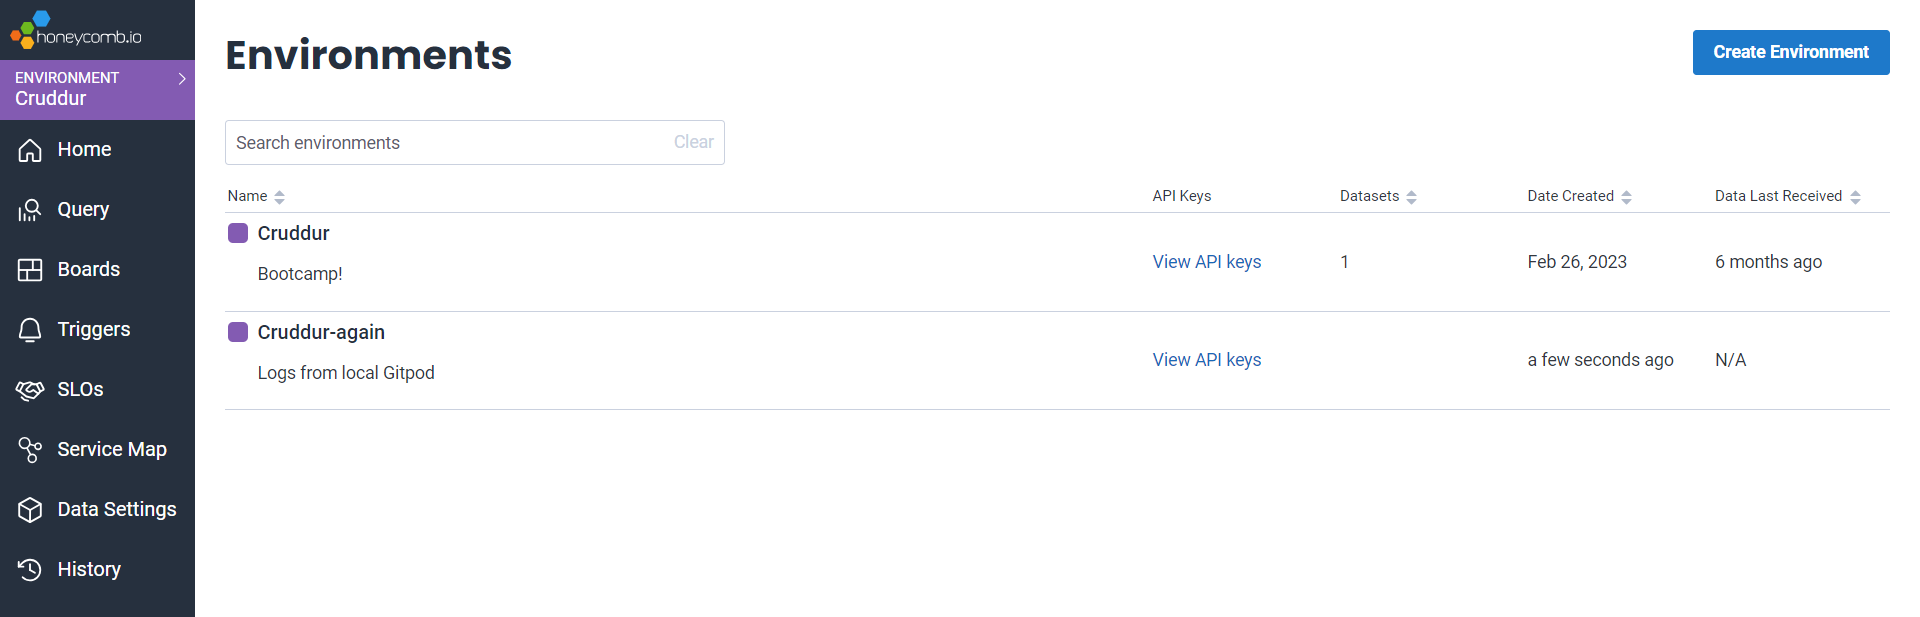 honeycomb.io
ENVIRONMENT
Cruddur
Home
Query
Boards
Triggers
SLOs
Service Map
Data Settings
History
Environments
Create Environment
Search environments Clear
Name API Keys Datasets Date Created Data Last Received
Cruddur
Bootcamp!
View API keys 1 Feb 26, 2023 6 months ago
Cruddur-again
Logs from local Gitpod
View API keys a few seconds ago N/A